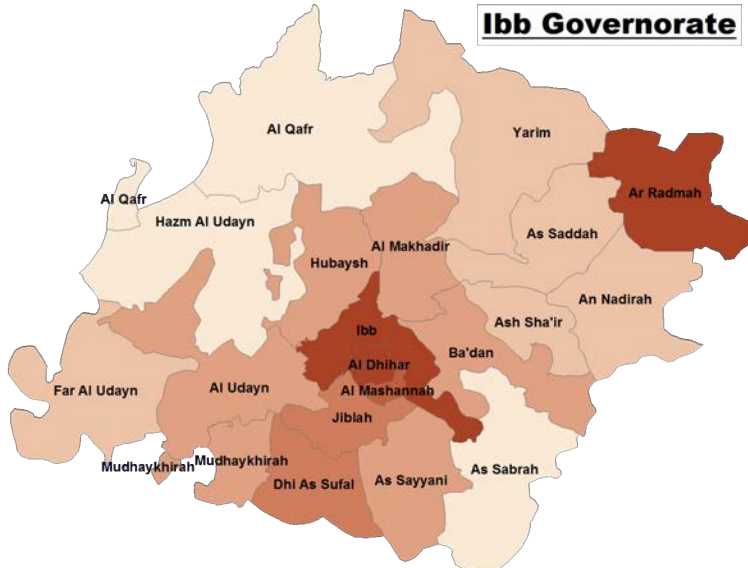 Ibb Governorate
Al Qafr
Yarim
Ar Radmah
Al Qafr
Hazm Al Udayn
As Saddah
Al Makhadir
Hubaysh
An Nadirah
Ash Sha'ir
Ibb
Ba'dan
Al Dhihar
Far Al Udayn
Al Udayn
Al Mashannah
Jiblah
Mudhaykhirah
Mudhaykhirah
As Sabrah
As Sayyani
Dhi As Sufal